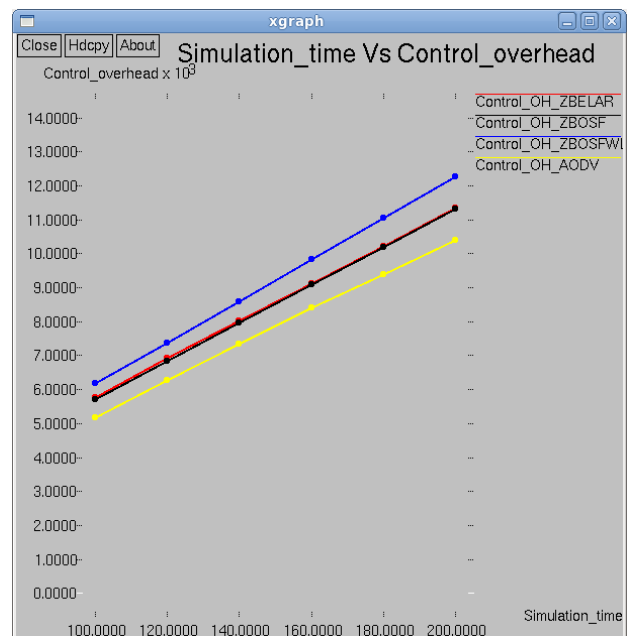 xgraph
Close Hdcpy About
Simulation_time Vs Control_overhead
Control_overhead x 10³
Control_OH_ZBELAR
Control_OH_ZBOSF
Control_OH_ZBOSFWL
Control_OH_AODV
14.0000
13.0000
12.0000
11.0000
10.0000
9.0000
8.0000
7.0000
6.0000
5.0000
4.0000
3.0000
2.0000
1.0000
0.0000
Simulation_time
100.0000 120.0000 140.0000 160.0000 180.0000 200.0000